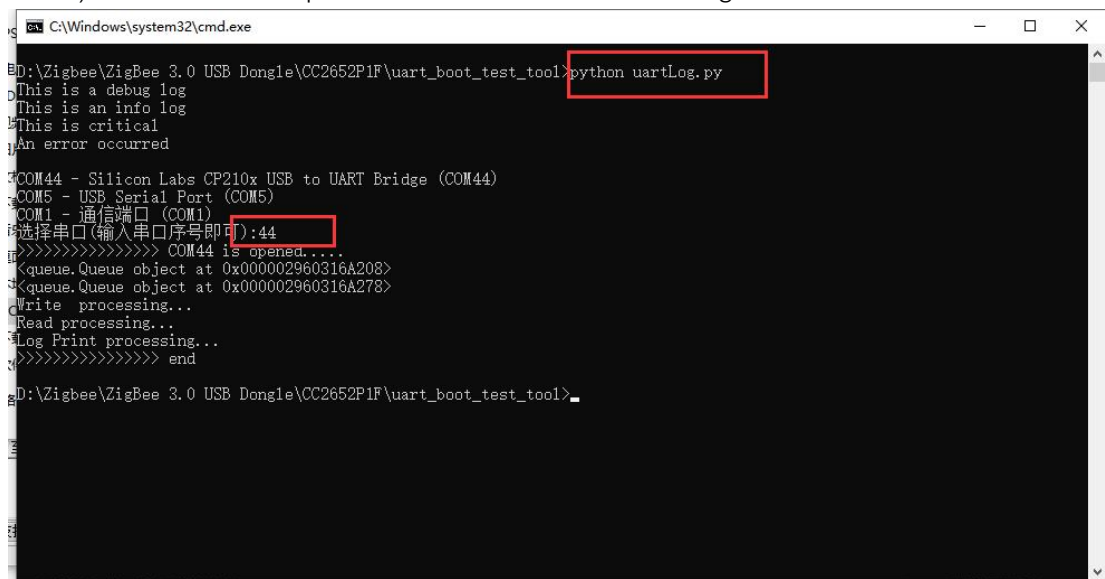 C:\Windows\system32\cmd.exe
D:\Zigbee\ZigBee 3.0 USB Dongle\CC2652P1F\uart_boot_test_tool>python uartLog.py
This is a debug log
This is an info log
This is critical
An error occurred
COM44 - Silicon Labs CP210x USB to UART Bridge (COM44)
COM5 - USB Serial Port (COM5)
COM1 - 通信端口 (COM1)
选择串口(输入串口序号即可):44
>>>>>>>>>>>>>>>> COM44 is opened.....
<queue.Queue object at 0x000002960316A208>
<queue.Queue object at 0x000002960316A278>
Write  processing...
Read processing...
Log Print processing...
>>>>>>>>>>>>>>>> end
D:\Zigbee\ZigBee 3.0 USB Dongle\CC2652P1F\uart_boot_test_tool>